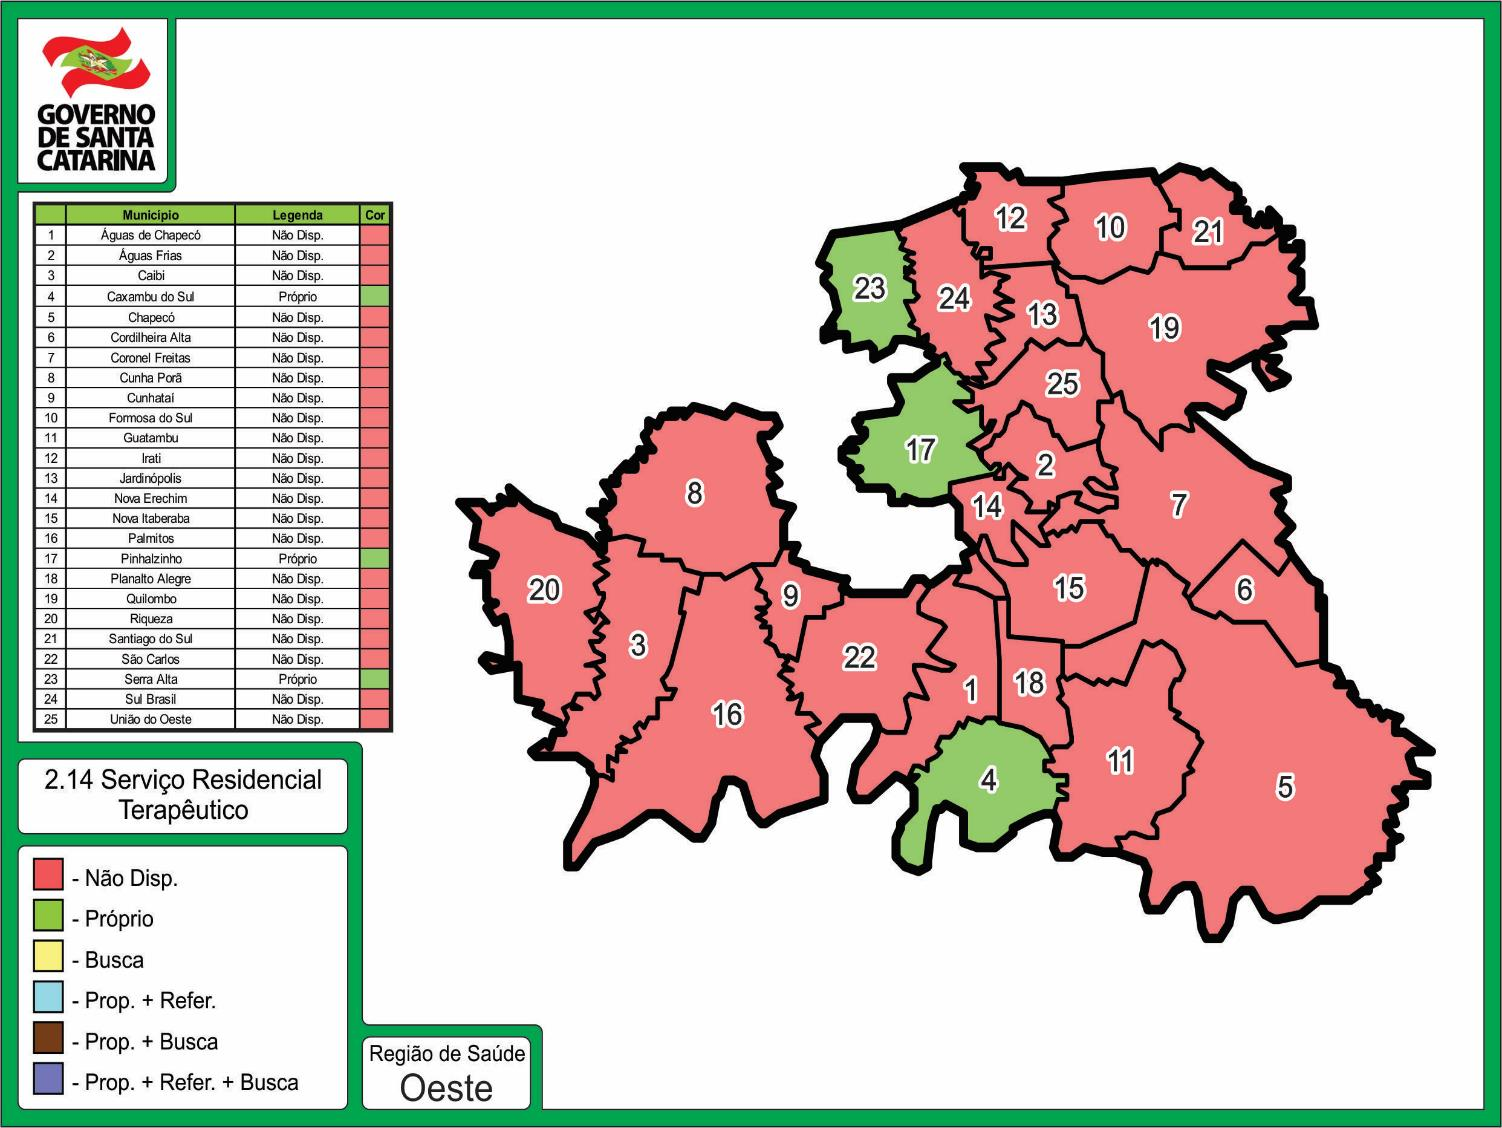 GOVERNO
DE SANTA
CATARINA
Município Legenda Cor
1 Águas de Chapecó Não Disp.
2 Águas Frias Não Disp.
3 Caibi Não Disp.
4 Caxambu do Sul Próprio
5 Chapecó Não Disp.
6 Cordilheira Alta Não Disp.
7 Coronel Freitas Não Disp.
8 Cunha Porã Não Disp.
9 Cunhataí Não Disp.
10 Formosa do Sul Não Disp.
11 Guatambu Não Disp.
12 Irati Não Disp.
13 Jardinópolis Não Disp.
14 Nova Erechim Não Disp.
15 Nova Itaberaba Não Disp.
16 Palmitos Não Disp.
17 Pinhalzinho Próprio
18 Planalto Alegre Não Disp.
19 Quilombo Não Disp.
20 Riqueza Não Disp.
21 Santiago do Sul Não Disp.
22 São Carlos Não Disp.
23 Serra Alta Próprio
24 Sul Brasil Não Disp.
25 União do Oeste Não Disp.
12
10
21
23
24
13
19
25
17
2
8
14
7
20
9
15
6
3
22
1
18
16
11
4
5
2.14 Serviço Residencial
Terapêutico
- Não Disp.
- Próprio
- Busca
- Prop. + Refer.
- Prop. + Busca
- Prop. + Refer. + Busca
Região de Saúde
Oeste